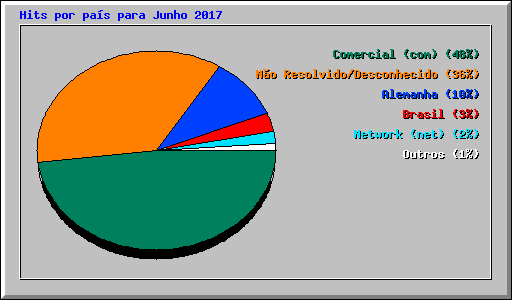 Hits por país para Junho 2017
Comercial (com) (48%)
Não Resolvido/Desconhecido (36%)
Alemanha (10%)
Brasil (3%)
Network (net) (2%)
Outros (1%)